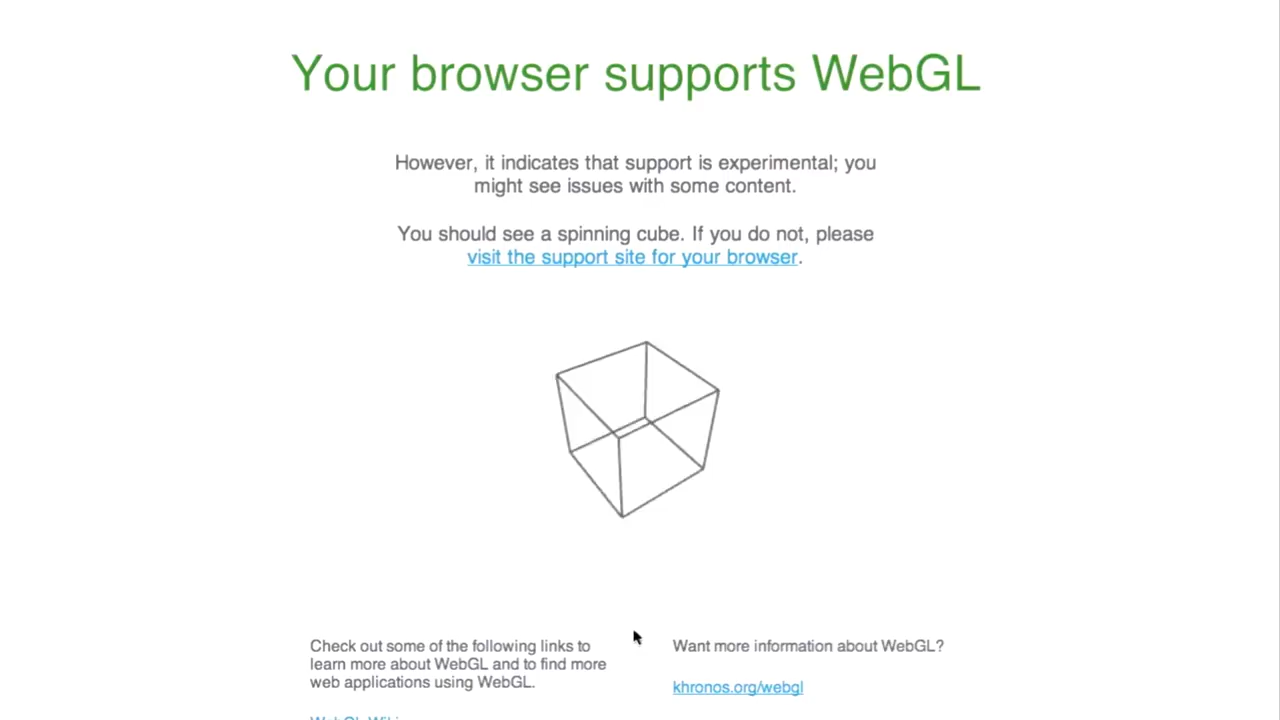 Your browser supports WebGL
However, it indicates that support is experimental; you
might see issues with some content.
You should see a spinning cube. If you do not, please
visit the support site for your browser.
Check out some of the following links to
learn more about WebGL and to find more
web applications using WebGL.
Want more information about WebGL?
khronos.org/webgl
WebGL Wiki